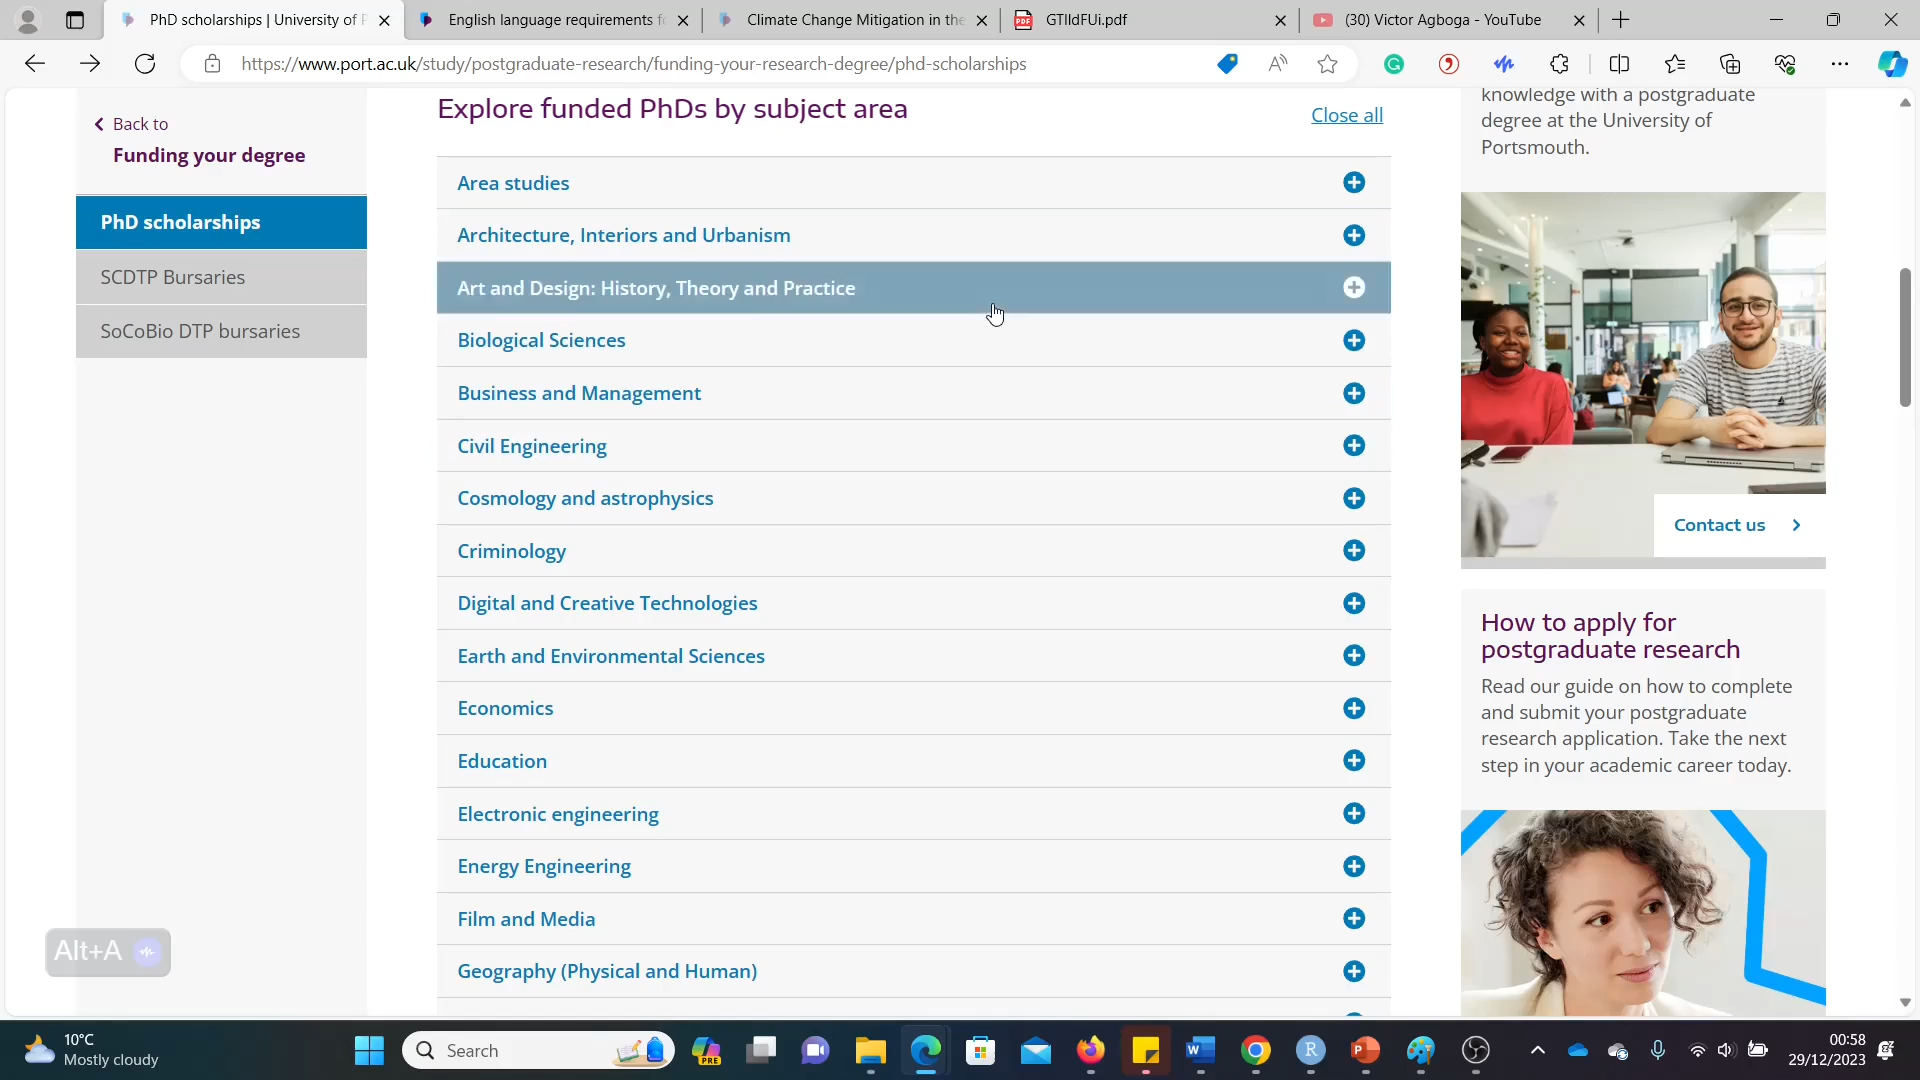 PhD scholarships | University of P
English language requirements f
Climate Change Mitigation in the
GTIldFUi.pdf
(30) Victor Agboga - YouTube
https://www.port.ac.uk/study/postgraduate-research/funding-your-research-degree/phd-scholarships
Back to
Funding your degree
PhD scholarships
SCDTP Bursaries
SoCoBio DTP bursaries
Explore funded PhDs by subject area
Close all
Area studies
Architecture, Interiors and Urbanism
Art and Design: History, Theory and Practice
Biological Sciences
Business and Management
Civil Engineering
Cosmology and astrophysics
Criminology
Digital and Creative Technologies
Earth and Environmental Sciences
Economics
Education
Electronic engineering
Energy Engineering
Film and Media
Geography (Physical and Human)
knowledge with a postgraduate
degree at the University of
Portsmouth.
Contact us
How to apply for
postgraduate research
Read our guide on how to complete
and submit your postgraduate
research application. Take the next
step in your academic career today.
Alt+A
10°C
Mostly cloudy
Search
PRE
00:58
29/12/2023